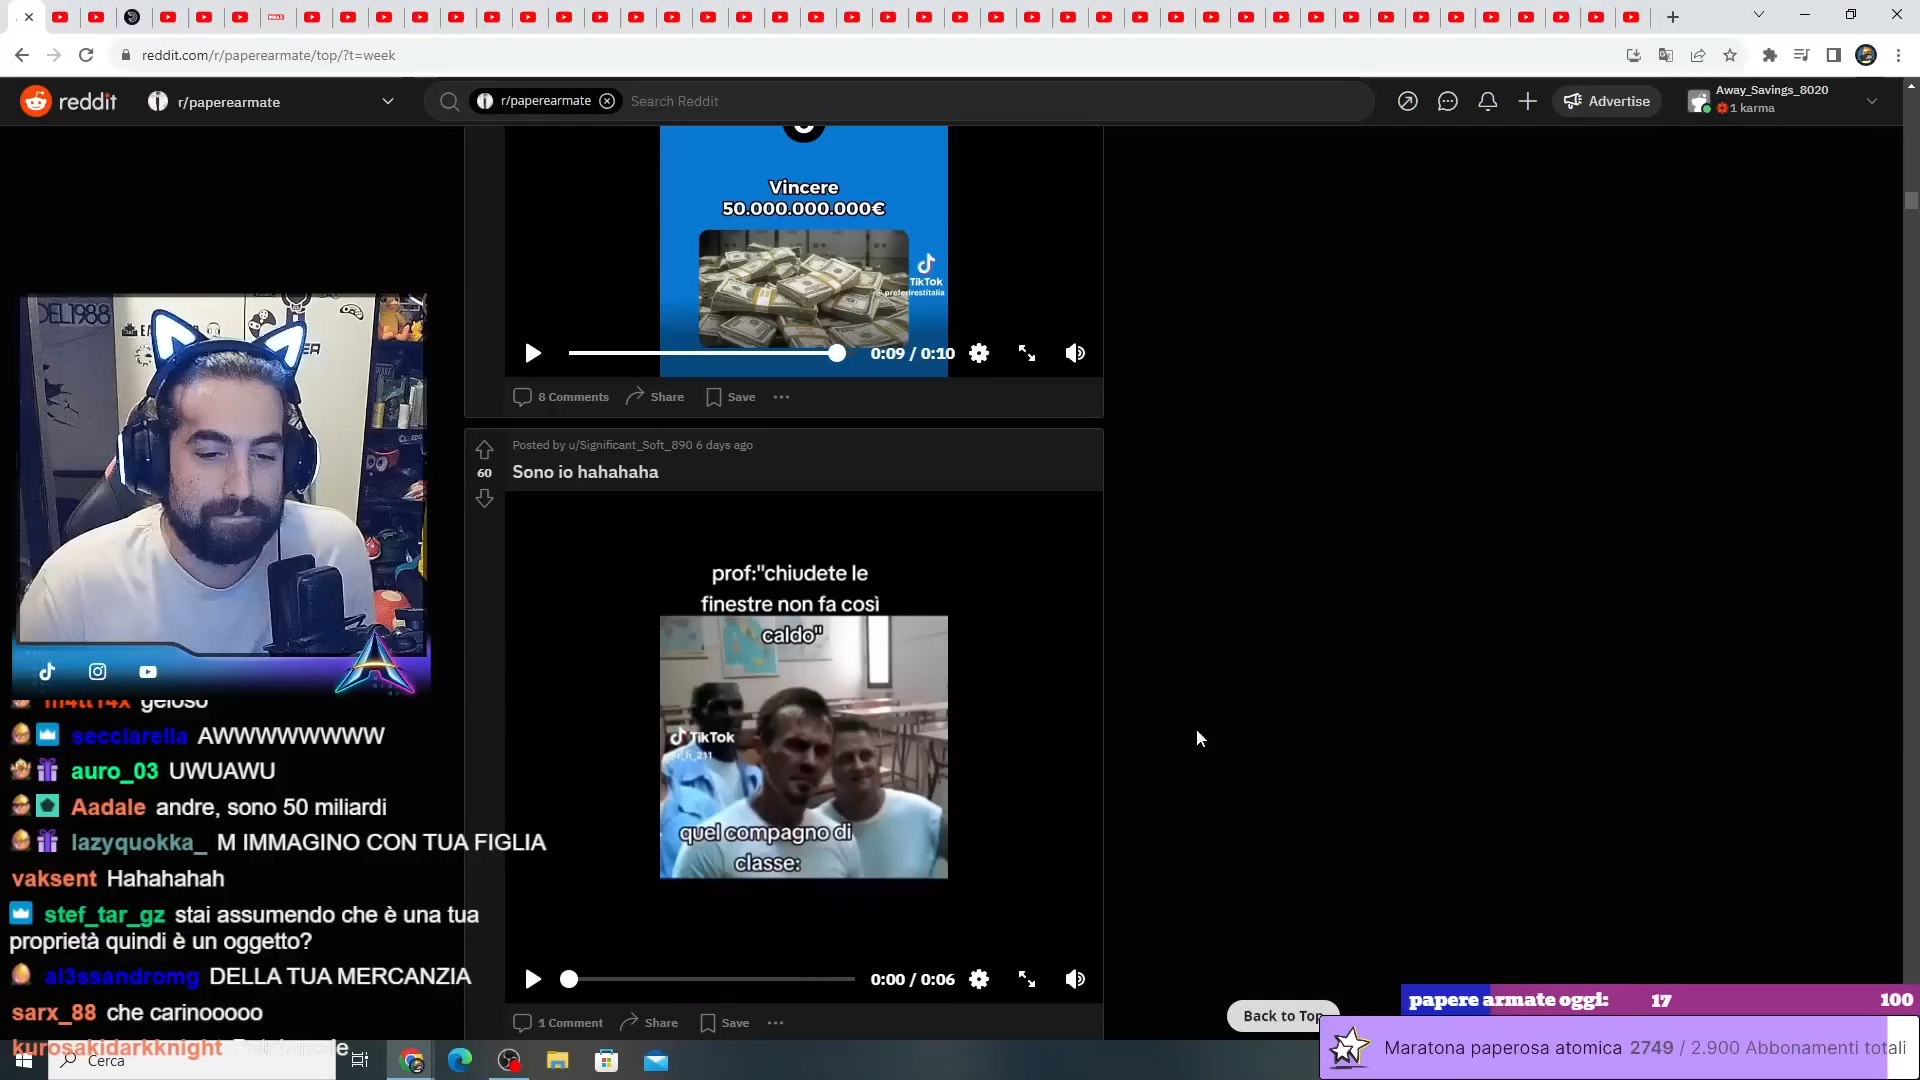 reddit.com/r/paperearmate/top/?t=week
reddit
r/paperearmate
r/paperearmate
Search Reddit
Advertise
Away_Savings_8020
1 karma
Vincere
50.000.000.000€
TikTok
0:09 / 0:10
8 Comments
Share
Save
Posted by u/Significant_Soft_890 6 days ago
60
Sono io hahahaha
prof:"chiudete le
finestre non fa così
caldo"
TikTok
quel compagno di
classe:
0:00 / 0:06
1 Comment
Share
Save
DEL1988
m4tt14x geloso
secciarella AWWWWWWWW
auro_03 UWUAWU
Aadale andre, sono 50 miliardi
lazyquokka_ M IMMAGINO CON TUA FIGLIA
vaksent Hahahahah
stef_tar_gz stai assumendo che è una tua
proprietà quindi è un oggetto?
al3ssandromg DELLA TUA MERCANZIA
sarx_88 che carinooooo
kurosakidarkknight
Back to Top
papere armate oggi: 17 100
Maratona paperosa atomica 2749 / 2.900 Abbonamenti totali
Cerca